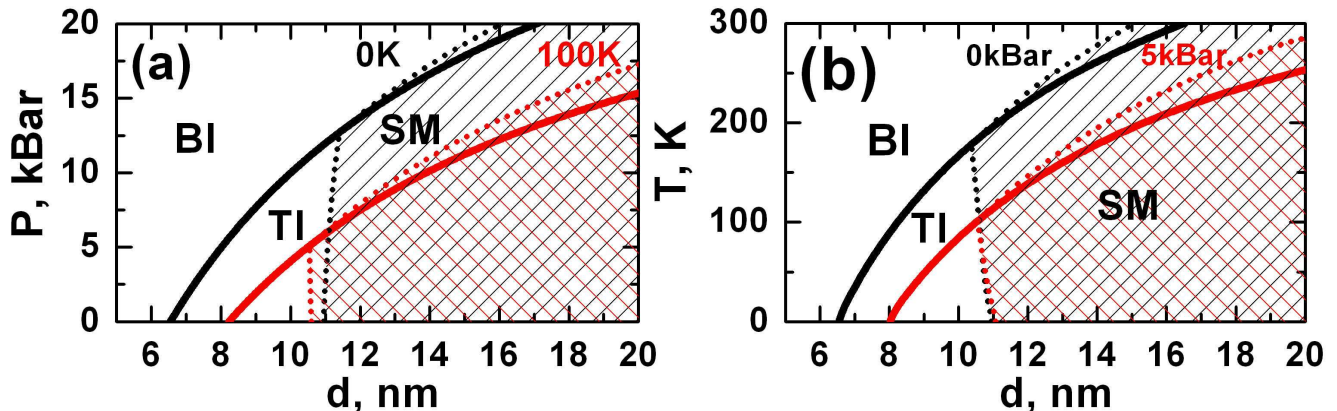 (a)
0K
100K
BI
SM
TI
P, kBar
20
15
10
5
0
6 8 10 12 14 16 18 20
d, nm
(b)
0kBar
5kBar
BI
TI
SM
T, K
300
200
100
0
6 8 10 12 14 16 18 20
d, nm